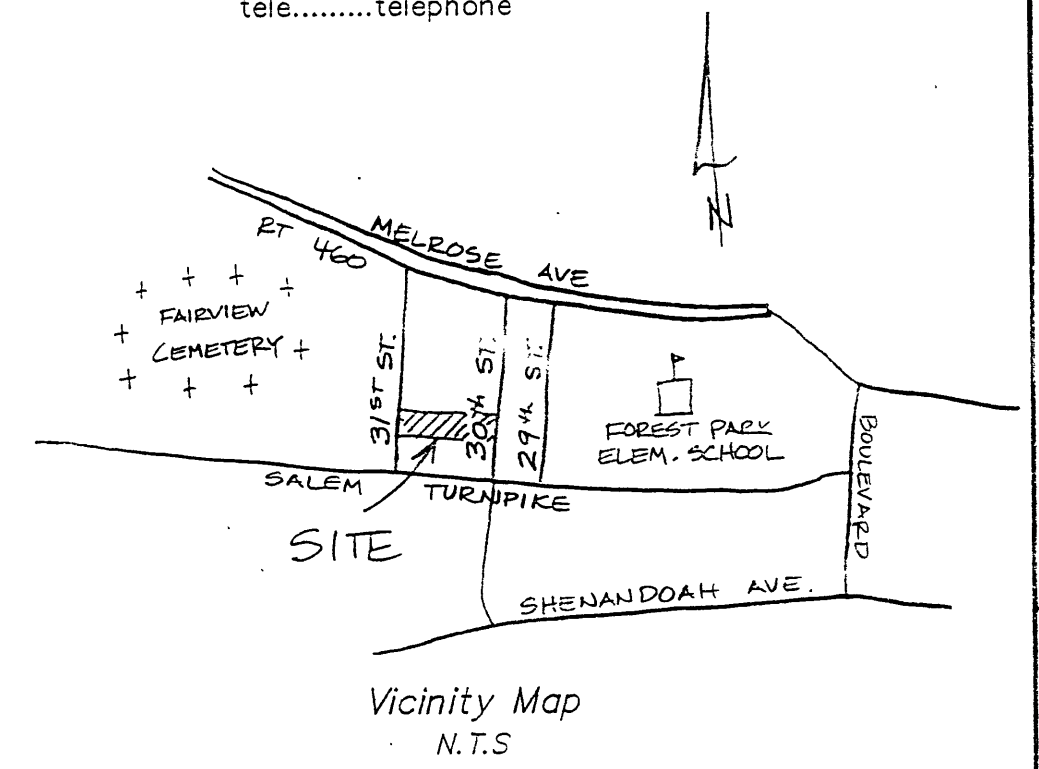 tele.........telephone
N
RT 460
MELROSE AVE
FAIRVIEW
CEMETERY
31ST ST.
30th ST.
29th ST.
FOREST PARK
ELEM. SCHOOL
BOULEVARD
SALEM TURNPIKE
SITE
SHENANDOAH AVE.
Vicinity Map
N.T.S